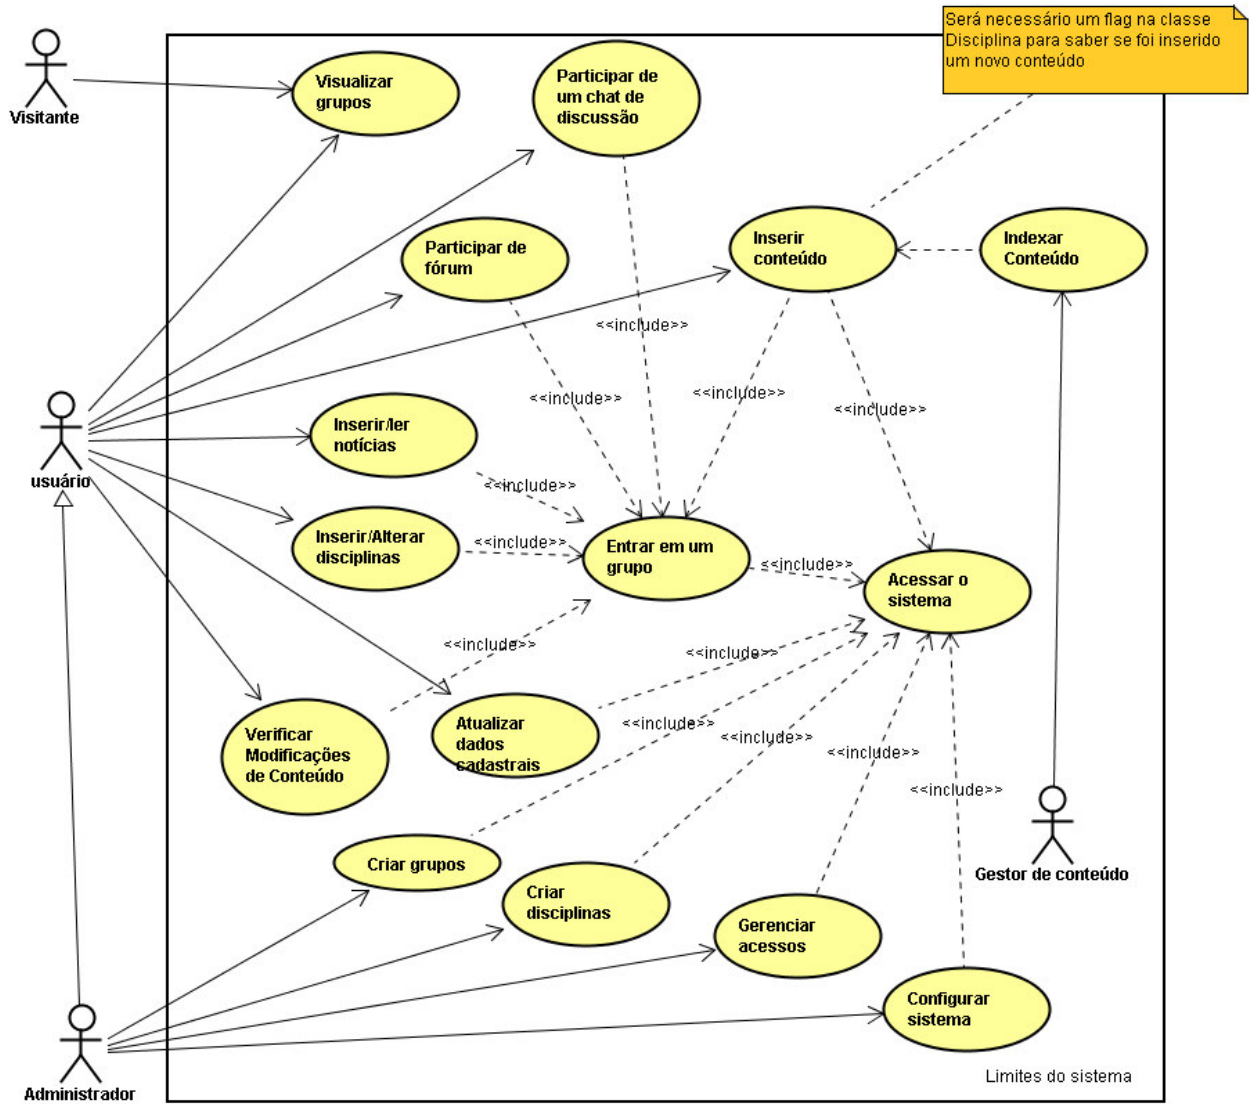 Será necessário um flag na classe
Disciplina para saber se foi inserido
um novo conteúdo
Visitante
Visualizar
grupos
Participar de
um chat de
discussão
Participar de
fórum
Inserir
conteúdo
Indexar
Conteúdo
<<include>>
<<include>>
<<include>>
<<include>>
usuário
Inserir/ler
notícias
<<include>>
Inserir/Alterar
disciplinas
<<include>>
Entrar em um
grupo
<<include>>
Acessar o
sistema
<<include>>
<<include>>
Verificar
Modificações
de Conteúdo
Atualizar
dados
cadastrais
<<include>>
<<include>>
<<include>>
<<include>>
Gestor de conteúdo
Criar grupos
Criar
disciplinas
Gerenciar
acessos
Configurar
sistema
Administrador
Limites do sistema